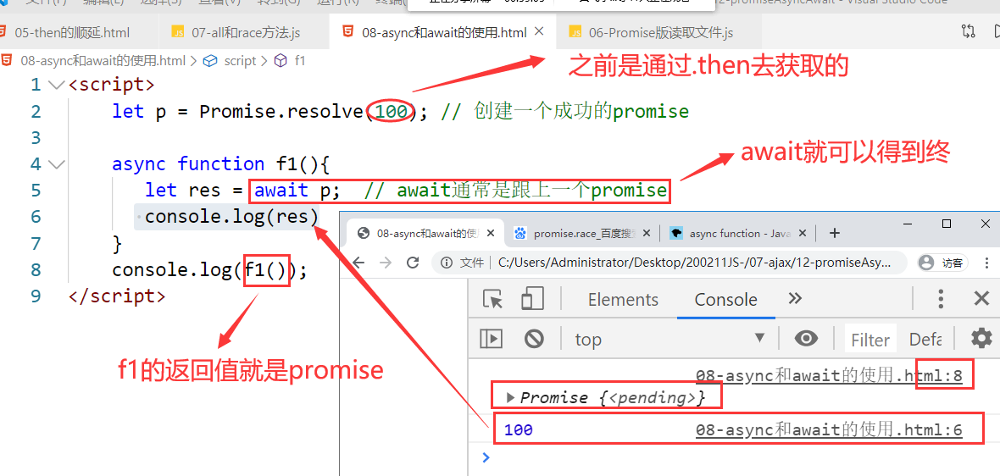 05-then的顺延.html
07-all和race方法.js
08-async和await的使用.html
06-Promise版读取文件.js
08-async和await的使用.html > script > f1
之前是通过.then去获取的
1 <script>
2 let p = Promise.resolve(100); // 创建一个成功的promise
3
4 async function f1(){
await就可以得到终
5 let res = await p; // await通常是跟上一个promise
6 console.log(res)
7 }
8 console.log(f1());
9 </script>
f1的返回值就是promise
08-async和await的使
promise.race_百度搜
async function - Java
文件 | C:/Users/Administrator/Desktop/200211JS-/07-ajax/12-promiseAsy...
访客
Elements Console »
top Filter Defa
08-async和await的使用.html:8
Promise {<pending>}
100 08-async和await的使用.html:6